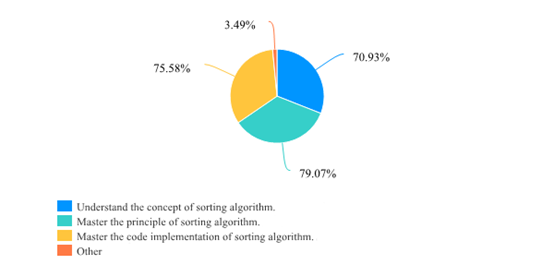 3.49%
70.93%
75.58%
79.07%
Understand the concept of sorting algorithm.
Master the principle of sorting algorithm.
Master the code implementation of sorting algorithm.
Other